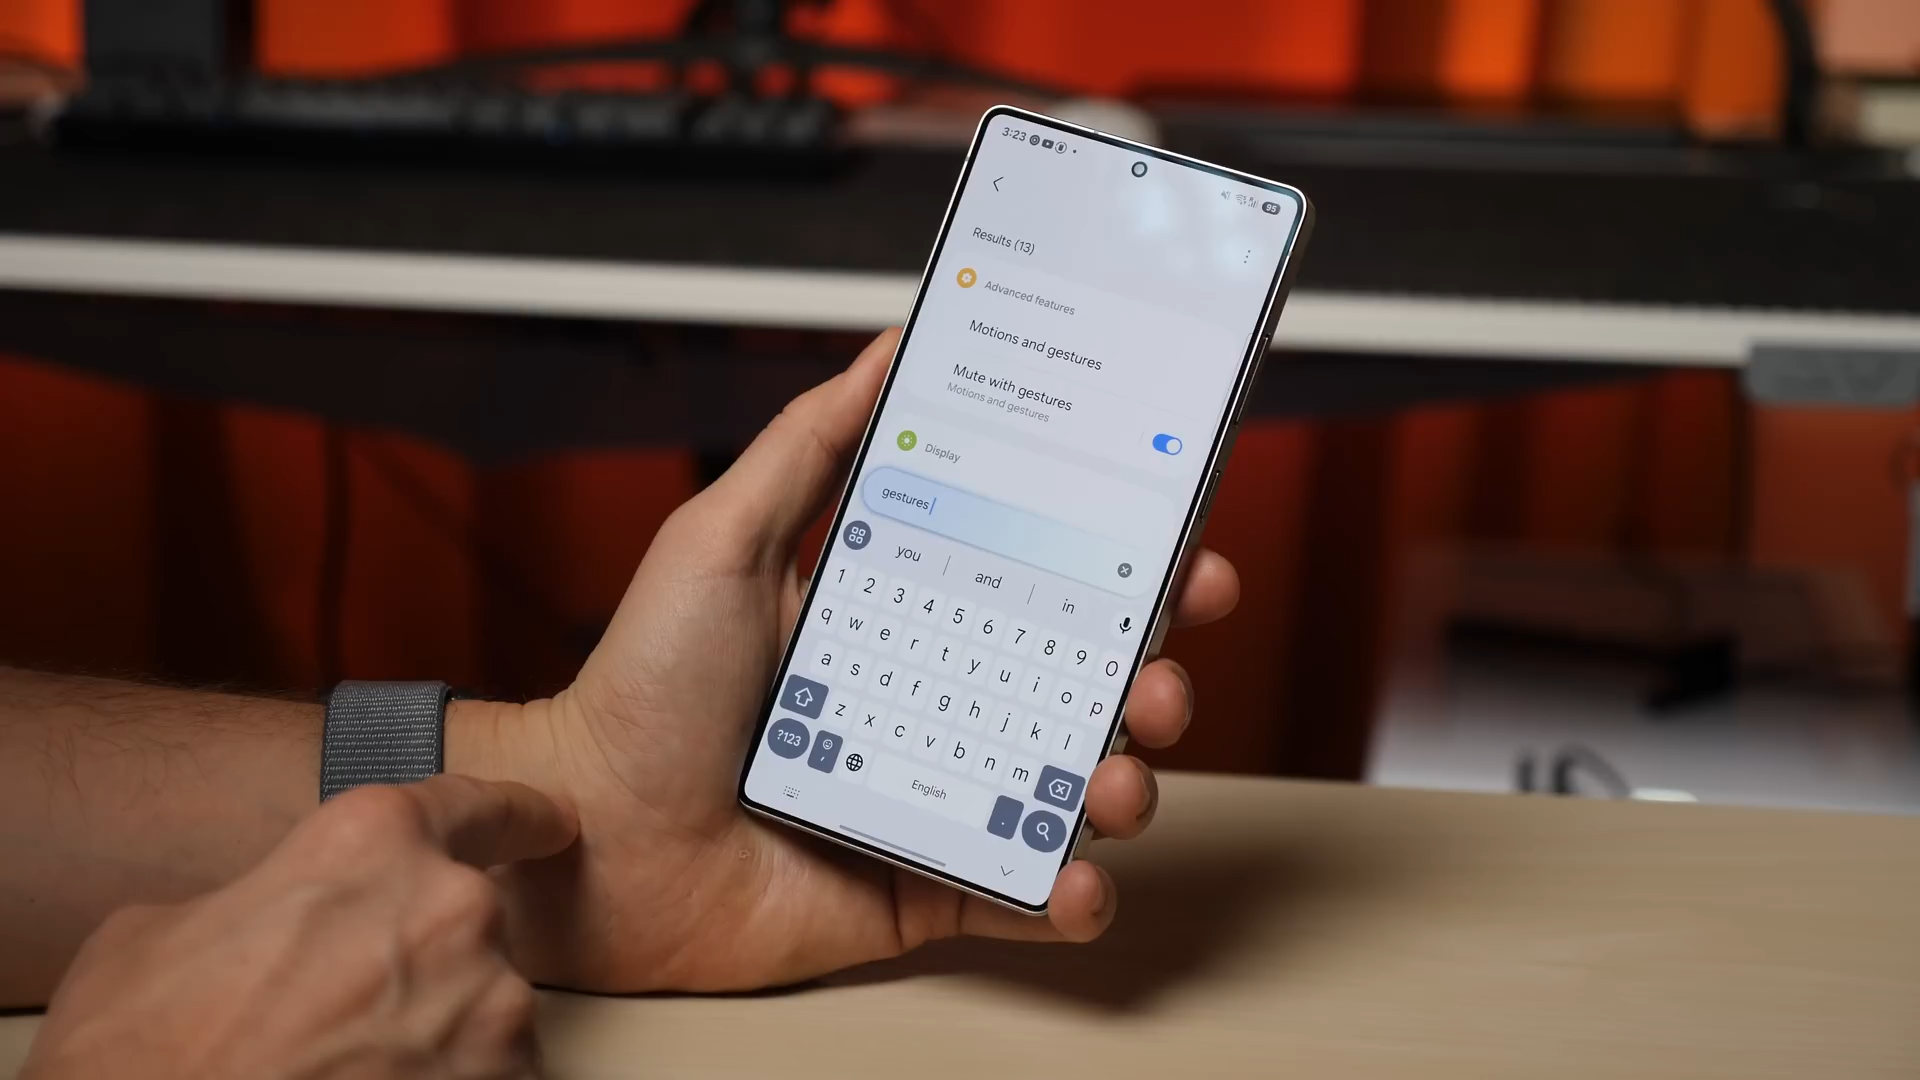 3:23
95
Results (13)
Advanced features
Motions and gestures
Mute with gestures
Motions and gestures
Display
gestures
you and in
1 2 3 4 5 6 7 8 9 0
q w e r t y u i o p
a s d f g h j k l
z x c v b n m
?123 , English .